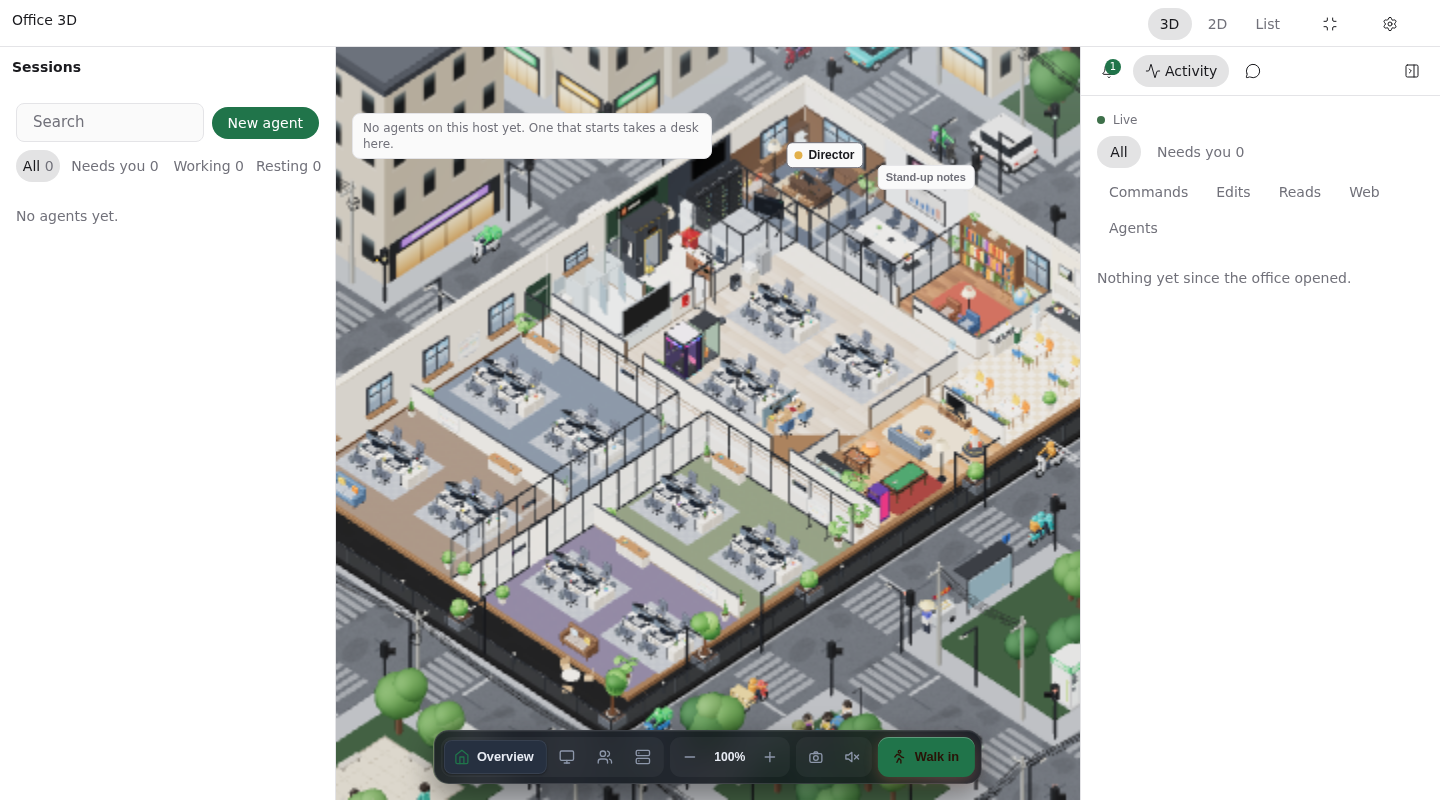 Office 3D
3D
2D
List
Sessions
Search
New agent
All 0
Needs you 0
Working 0
Resting 0
No agents yet.
No agents on this host yet. One that starts takes a desk
here.
Director
Stand-up notes
Overview
100%
Walk in
1
Activity
Live
All
Needs you 0
Commands
Edits
Reads
Web
Agents
Nothing yet since the office opened.